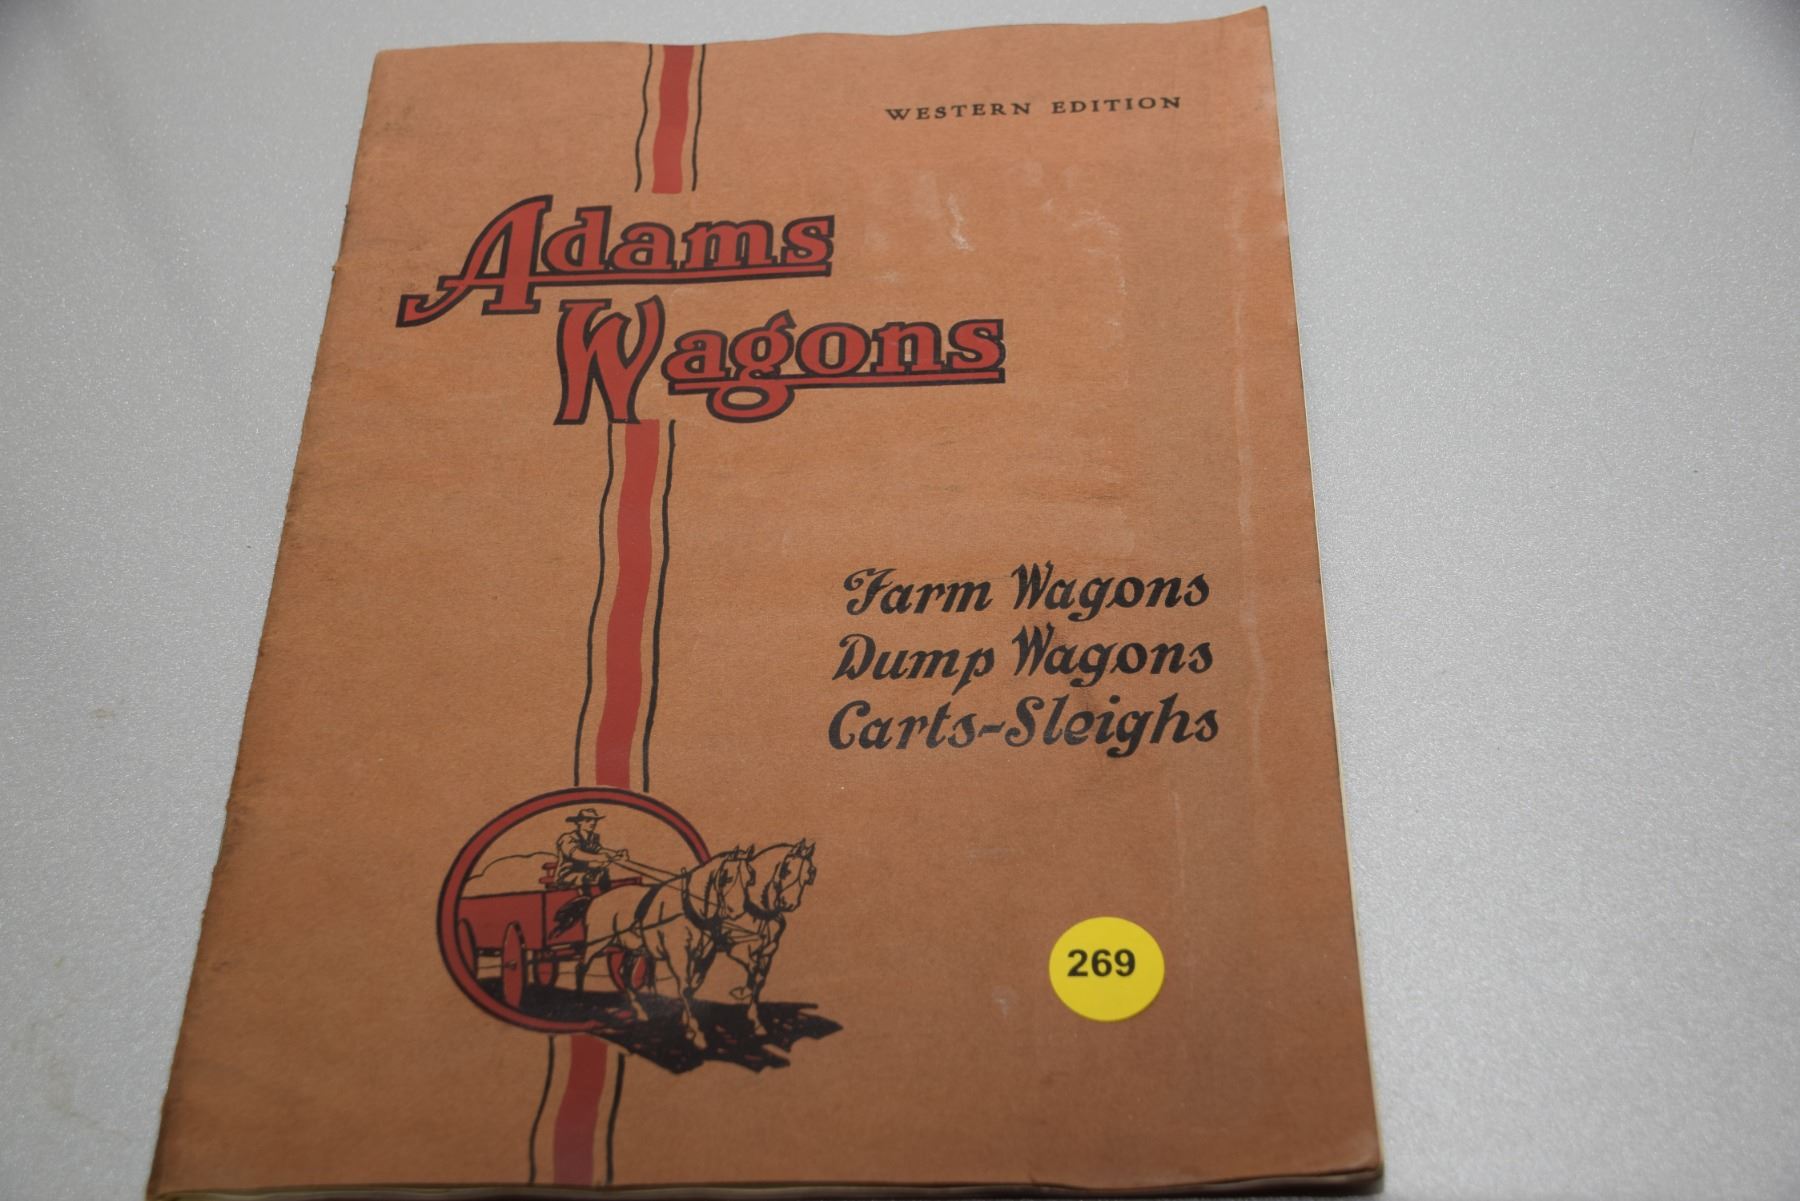 WESTERN EDITION
Adams
Wagons
Farm Wagons
Dump Wagons
Carts-Sleighs
269